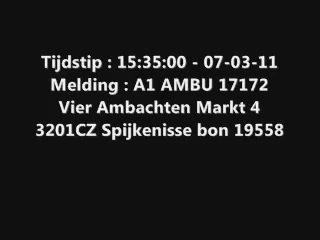 Tijdstip : 15:35:00 - 07-03-11
Melding : A1 AMBU 17172
Vier Ambachten Markt 4
3201CZ Spijkenisse bon 19558